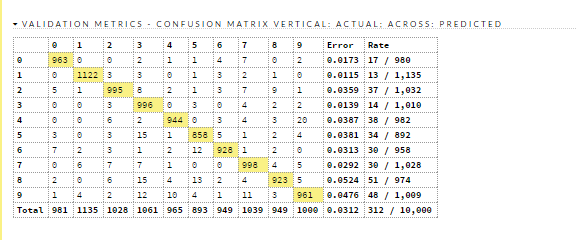 VALIDATION METRICS - CONFUSION MATRIX VERTICAL: ACTUAL; ACROSS: PREDICTED
0 1 2 3 4 5 6 7 8 9 Error Rate
0 963 0 0 2 1 1 4 7 0 2 0.0173 17 / 980
1 0 1122 3 3 0 1 3 2 1 0 0.0115 13 / 1,135
2 5 1 995 8 2 1 3 7 9 1 0.0359 37 / 1,032
3 0 0 3 996 0 3 0 4 2 2 0.0139 14 / 1,010
4 0 0 6 2 944 0 3 4 3 20 0.0387 38 / 982
5 3 0 3 15 1 858 5 1 2 4 0.0381 34 / 892
6 7 2 3 1 2 12 928 1 2 0 0.0313 30 / 958
7 0 6 7 7 1 0 0 998 4 5 0.0292 30 / 1,028
8 2 0 6 15 4 13 2 4 923 5 0.0524 51 / 974
9 1 4 2 12 10 4 1 11 3 961 0.0476 48 / 1,009
Total 981 1135 1028 1061 965 893 949 1039 949 1000 0.0312 312 / 10,000